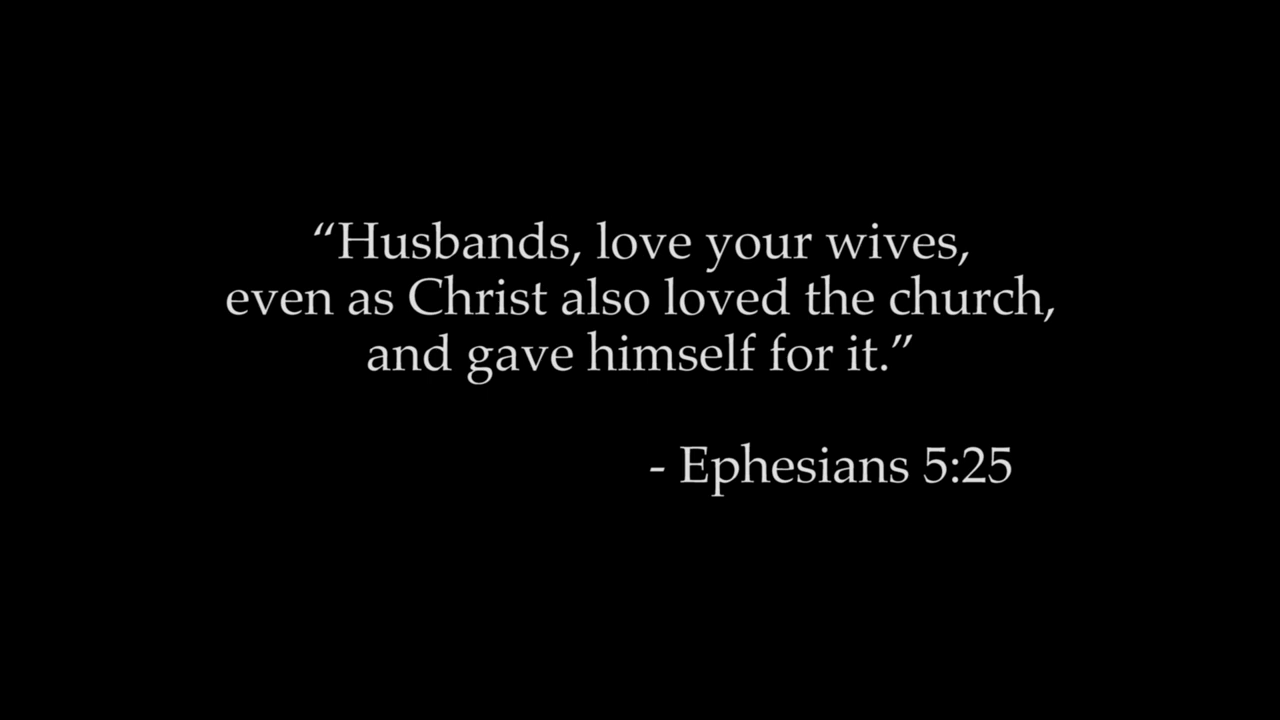 “Husbands, love your wives,
even as Christ also loved the church,
and gave himself for it.”
- Ephesians 5:25